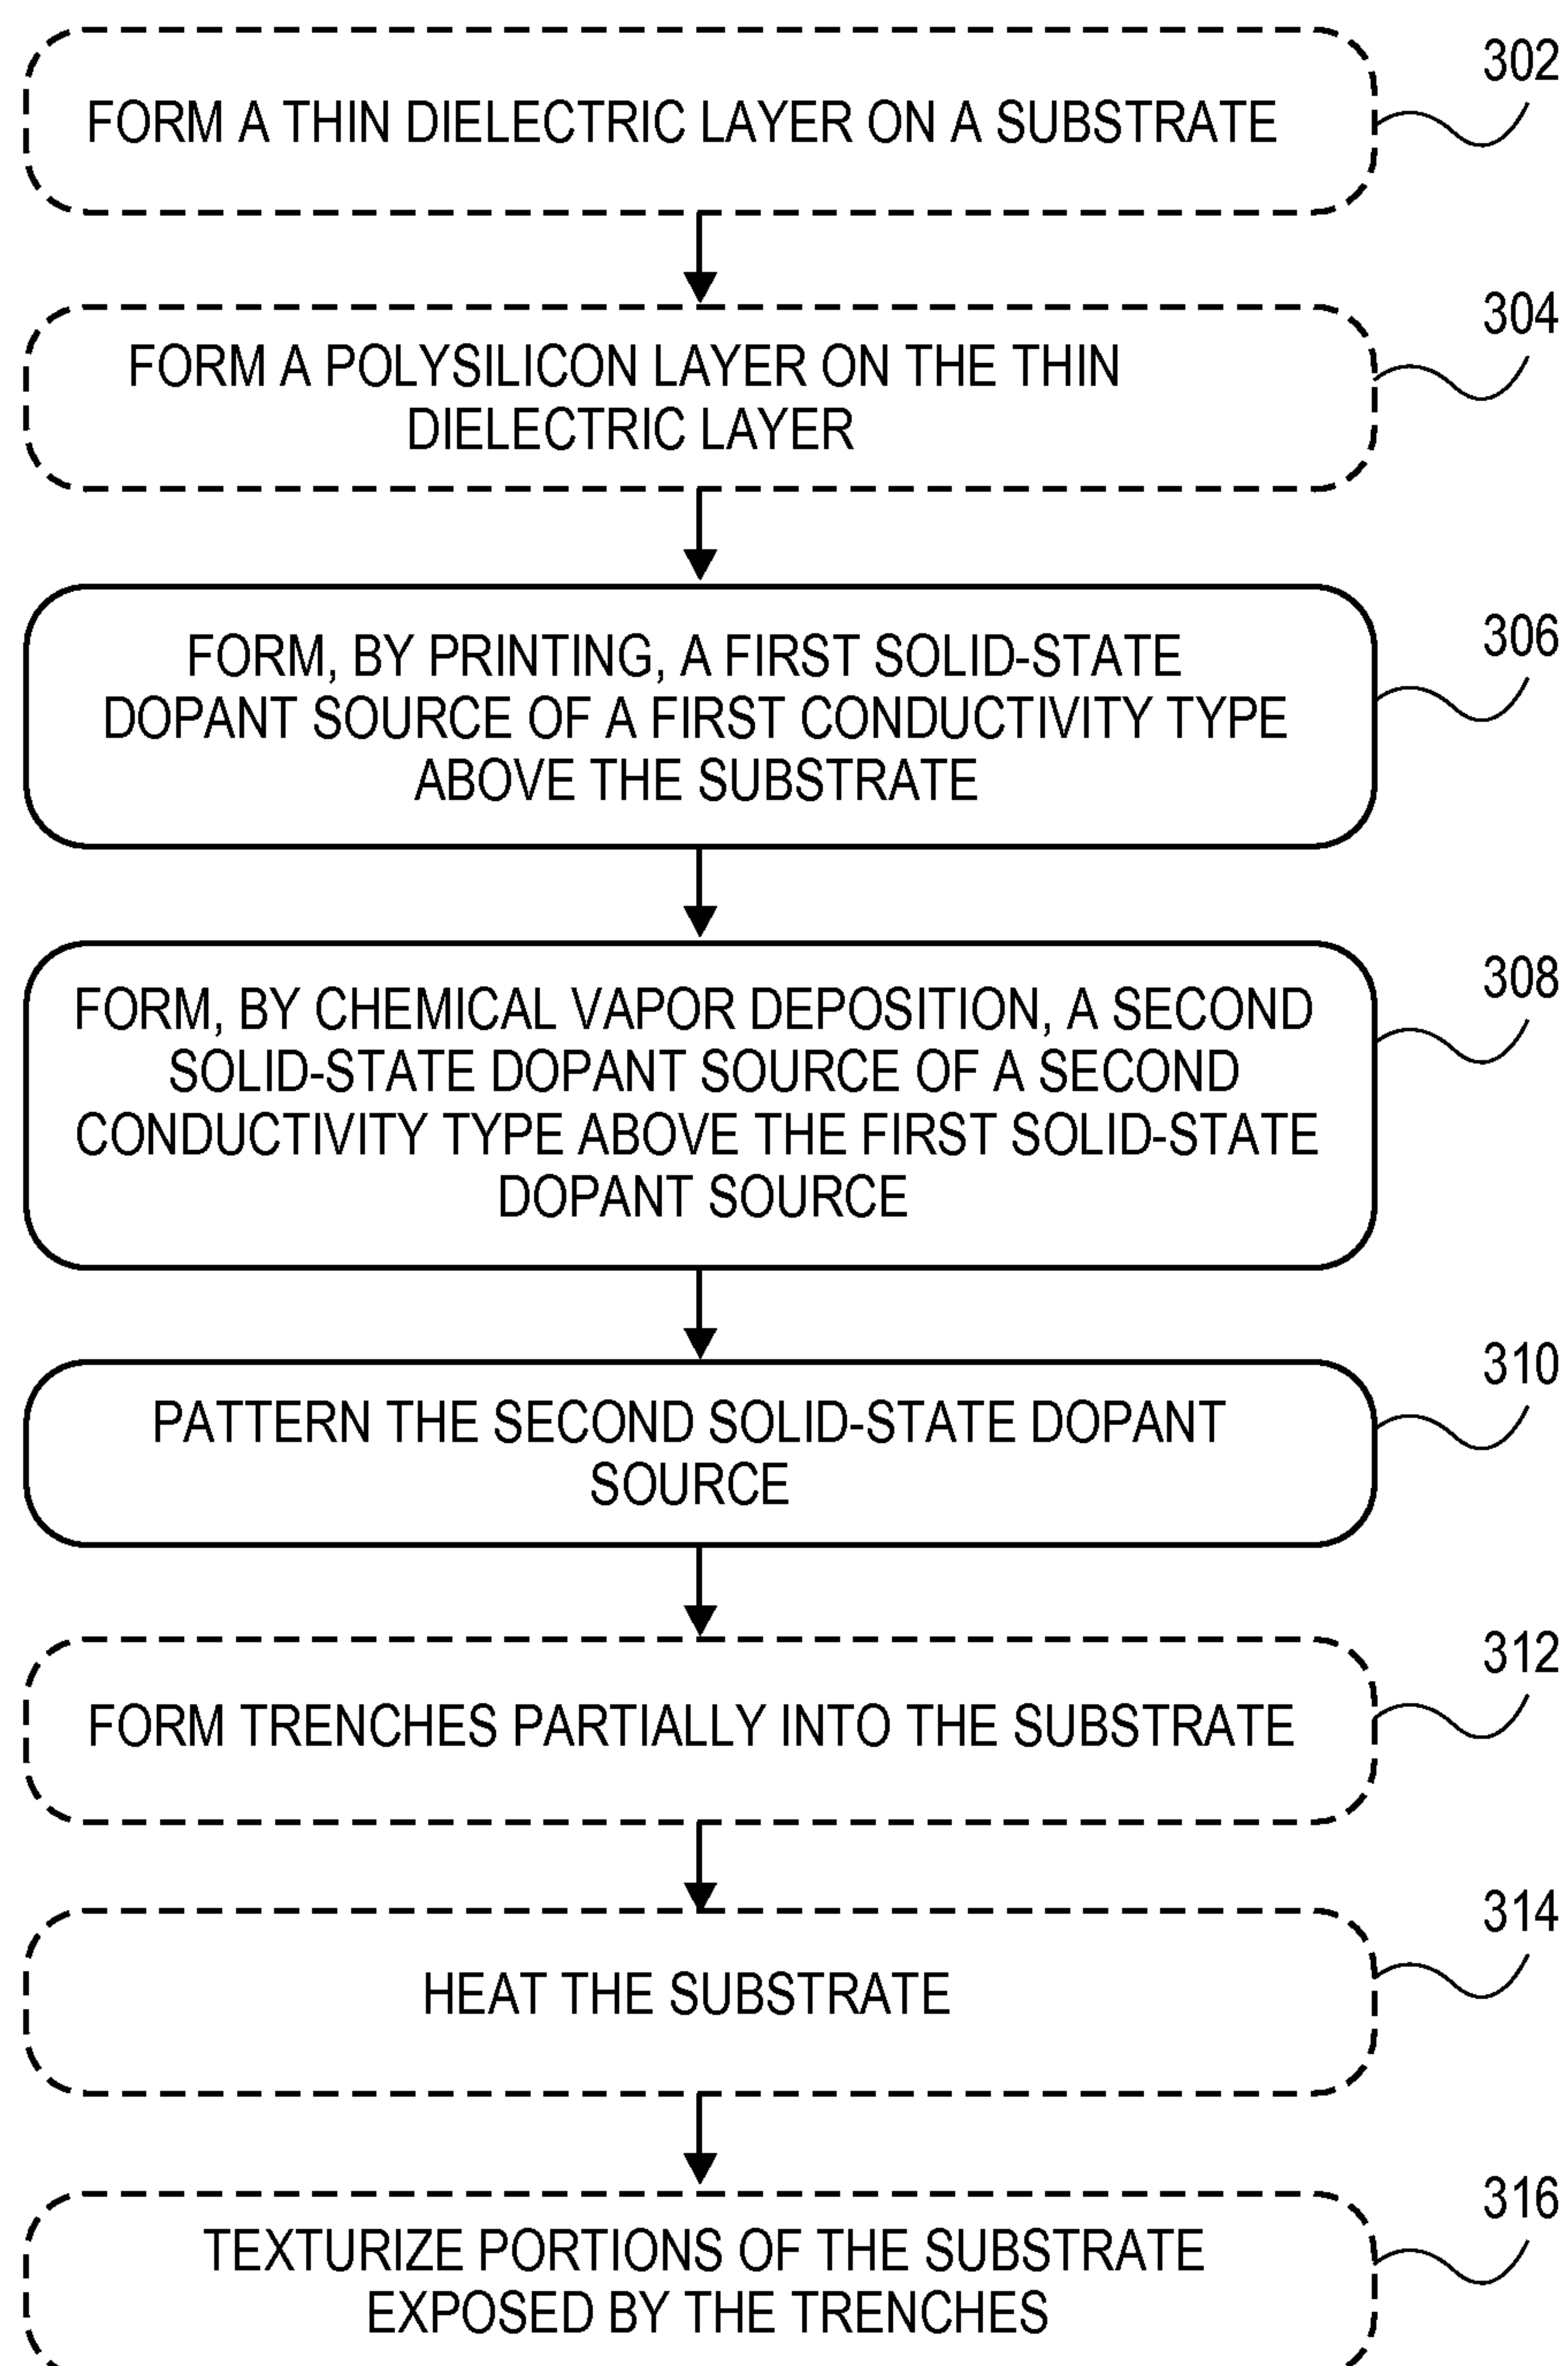 302
FORM A THIN DIELECTRIC LAYER ON A SUBSTRATE
304
FORM A POLYSILICON LAYER ON THE THIN
DIELECTRIC LAYER
306
FORM, BY PRINTING, A FIRST SOLID-STATE
DOPANT SOURCE OF A FIRST CONDUCTIVITY TYPE
ABOVE THE SUBSTRATE
308
FORM, BY CHEMICAL VAPOR DEPOSITION, A SECOND
SOLID-STATE DOPANT SOURCE OF A SECOND
CONDUCTIVITY TYPE ABOVE THE FIRST SOLID-STATE
DOPANT SOURCE
310
PATTERN THE SECOND SOLID-STATE DOPANT
SOURCE
312
FORM TRENCHES PARTIALLY INTO THE SUBSTRATE
314
HEAT THE SUBSTRATE
316
TEXTURIZE PORTIONS OF THE SUBSTRATE
EXPOSED BY THE TRENCHES